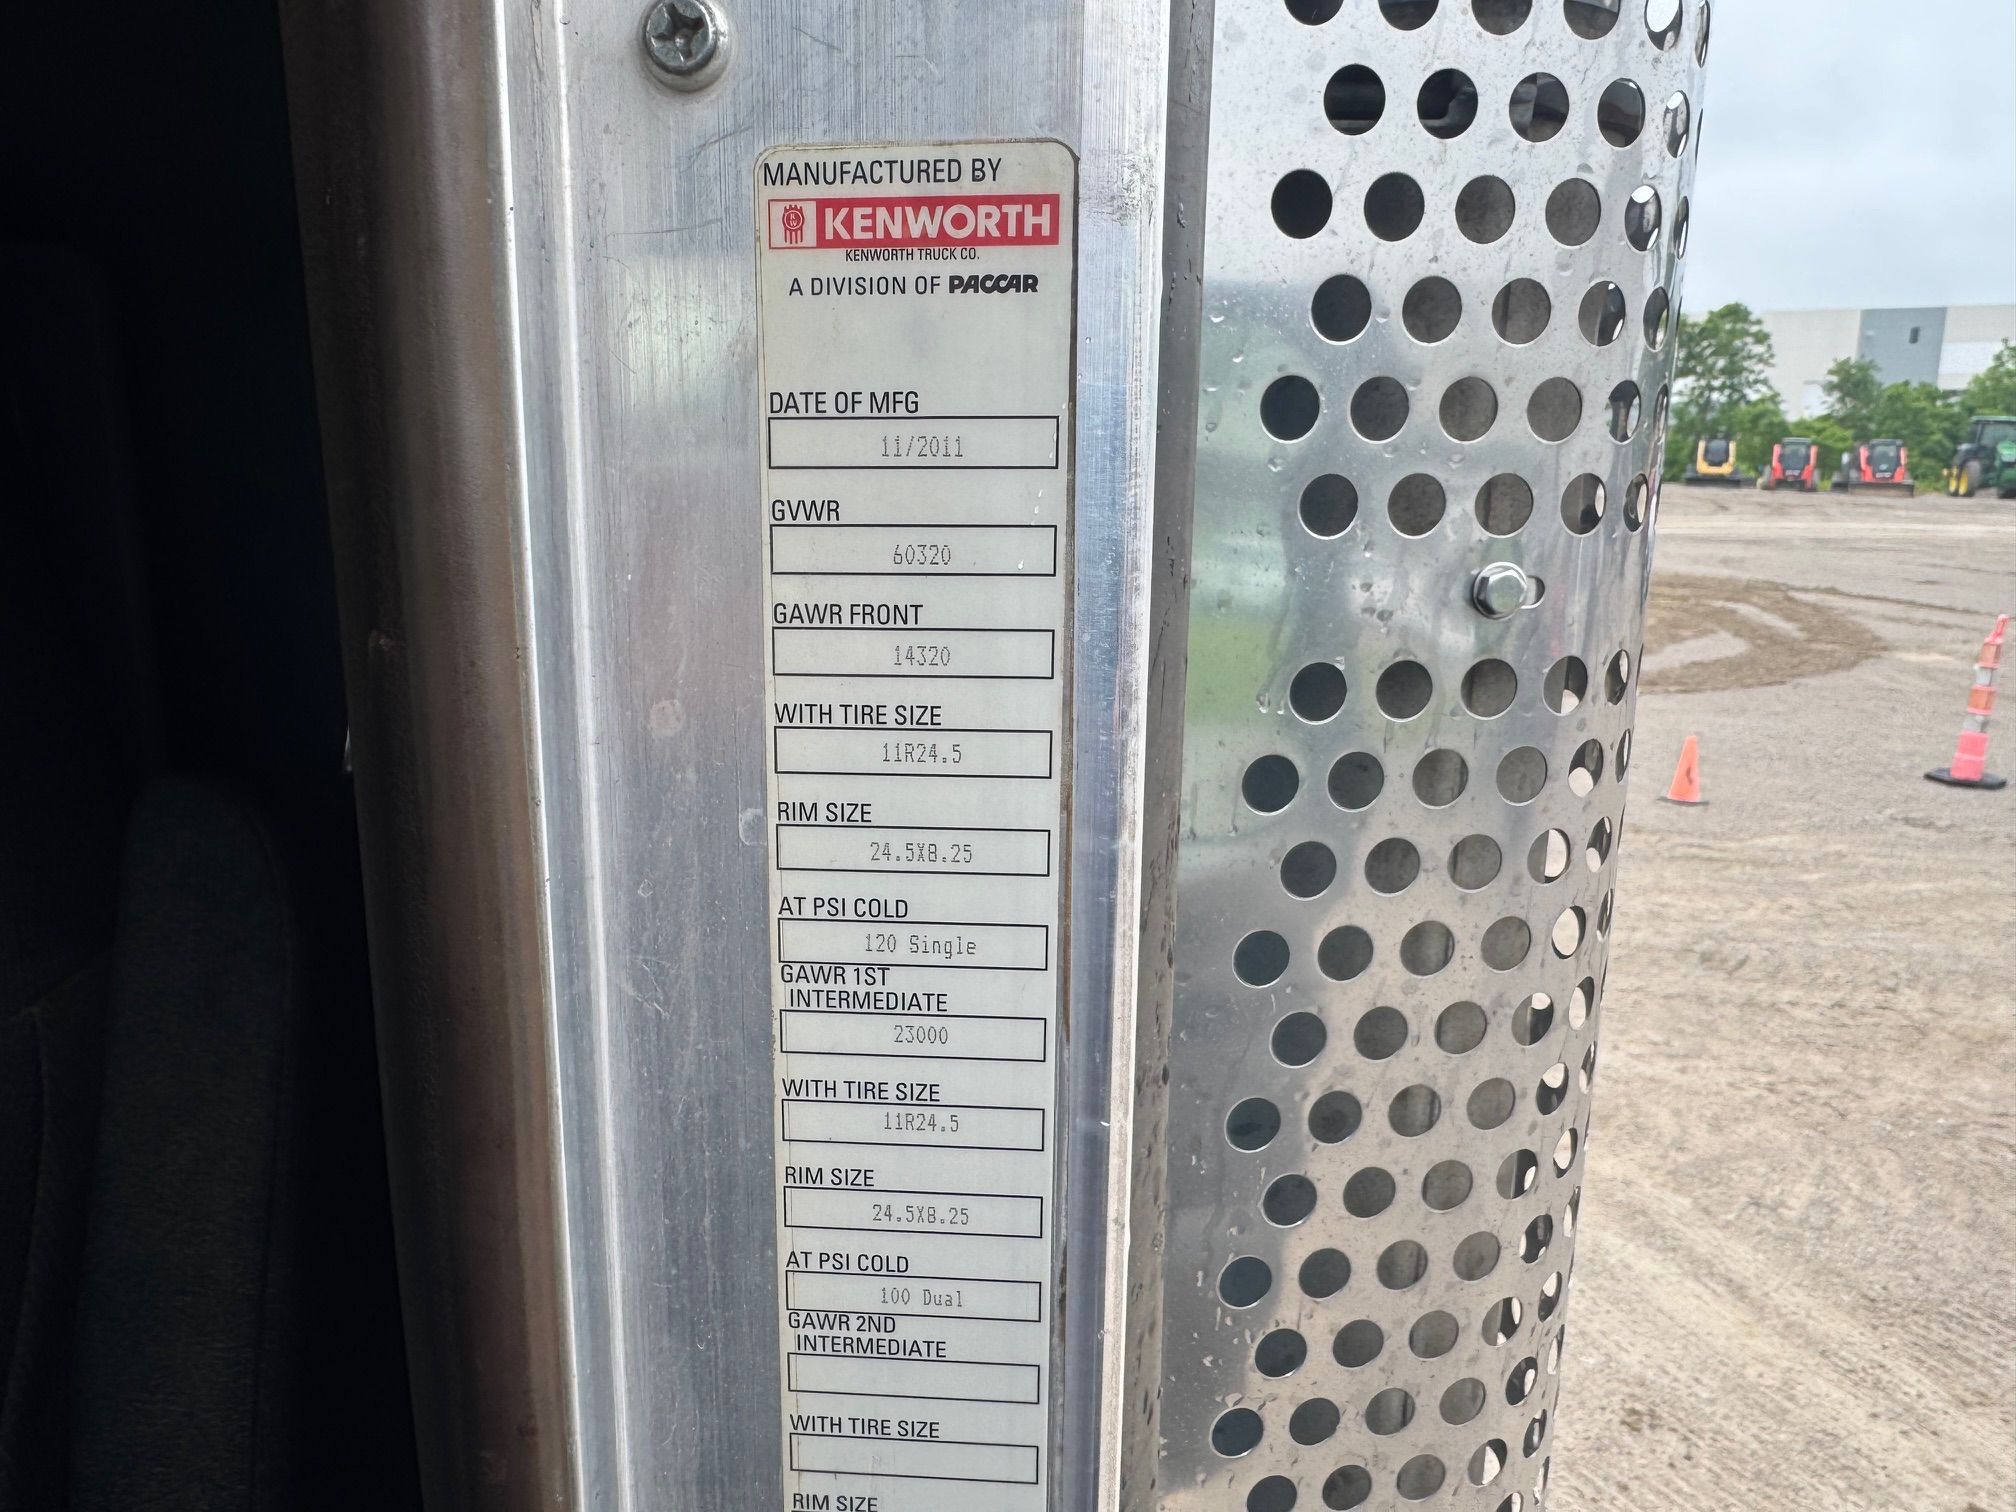 MANUFACTURED BY
KW KENWORTH
KENWORTH TRUCK CO.
A DIVISION OF PACCAR
DATE OF MFG
11/2011
GVWR
60320
GAWR FRONT
14320
WITH TIRE SIZE
11R24.5
RIM SIZE
24.5X8.25
AT PSI COLD
120 Single
GAWR 1ST
INTERMEDIATE
23000
WITH TIRE SIZE
11R24.5
RIM SIZE
24.5X8.25
AT PSI COLD
100 Dual
GAWR 2ND
INTERMEDIATE
WITH TIRE SIZE
RIM SIZE